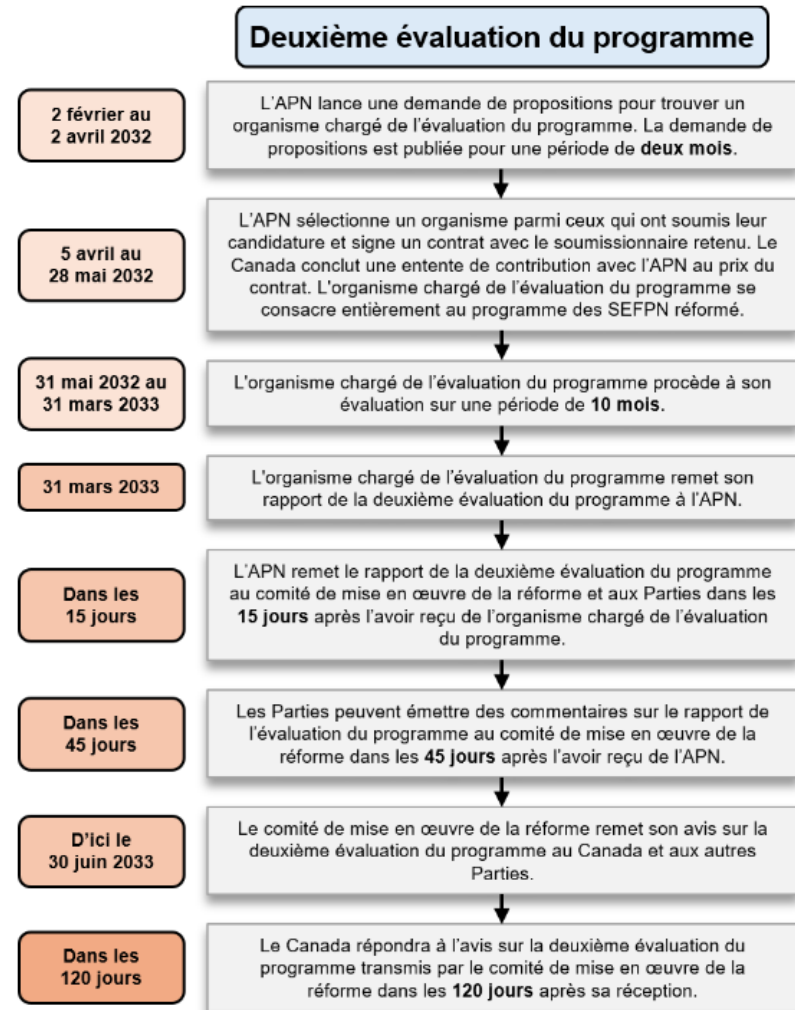 Deuxième évaluation du programme
2 février au
2 avril 2032
L'APN lance une demande de propositions pour trouver un
organisme chargé de l'évaluation du programme. La demande de
propositions est publiée pour une période de deux mois.
5 avril au
28 mai 2032
L'APN sélectionne un organisme parmi ceux qui ont soumis leur
candidature et signe un contrat avec le soumissionnaire retenu. Le
Canada conclut une entente de contribution avec l'APN au prix du
contrat. L'organisme chargé de l'évaluation du programme se
consacre entièrement au programme des SEFPN réformé.
31 mai 2032 au
31 mars 2033
L'organisme chargé de l'évaluation du programme procède à son
évaluation sur une période de 10 mois.
31 mars 2033
L'organisme chargé de l'évaluation du programme remet son
rapport de la deuxième évaluation du programme à l'APN.
Dans les
15 jours
L'APN remet le rapport de la deuxième évaluation du programme
au comité de mise en œuvre de la réforme et aux Parties dans les
15 jours après l'avoir reçu de l'organisme chargé de l'évaluation
du programme.
Dans les
45 jours
Les Parties peuvent émettre des commentaires sur le rapport de
l'évaluation du programme au comité de mise en œuvre de la
réforme dans les 45 jours après l'avoir reçu de l'APN.
D'ici le
30 juin 2033
Le comité de mise en œuvre de la réforme remet son avis sur la
deuxième évaluation du programme au Canada et aux autres
Parties.
Dans les
120 jours
Le Canada répondra à l'avis sur la deuxième évaluation du
programme transmis par le comité de mise en œuvre de la
réforme dans les 120 jours après sa réception.